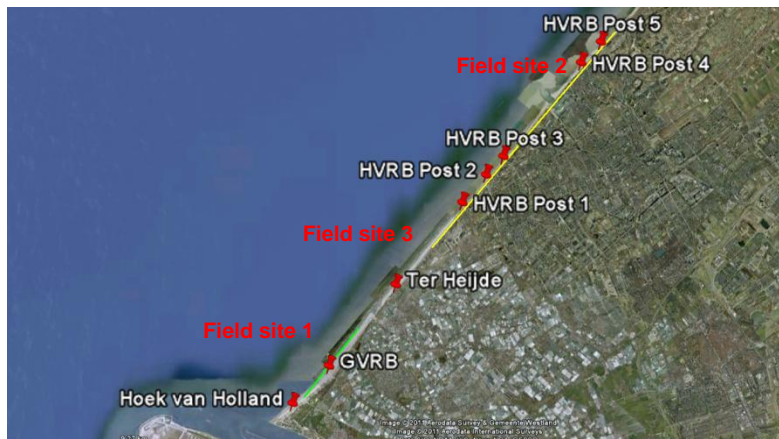 HVRB Post 5
Field site 2
HVRB Post 4
HVRB Post 3
HVRB Post 2
HVRB Post 1
Field site 3
Ter Heijde
Field site 1
GVRB
Hoek van Holland
Image © 2011 Aerodata Survey & Gemeente Westland
Image © 2011 Aerodata International Surveys